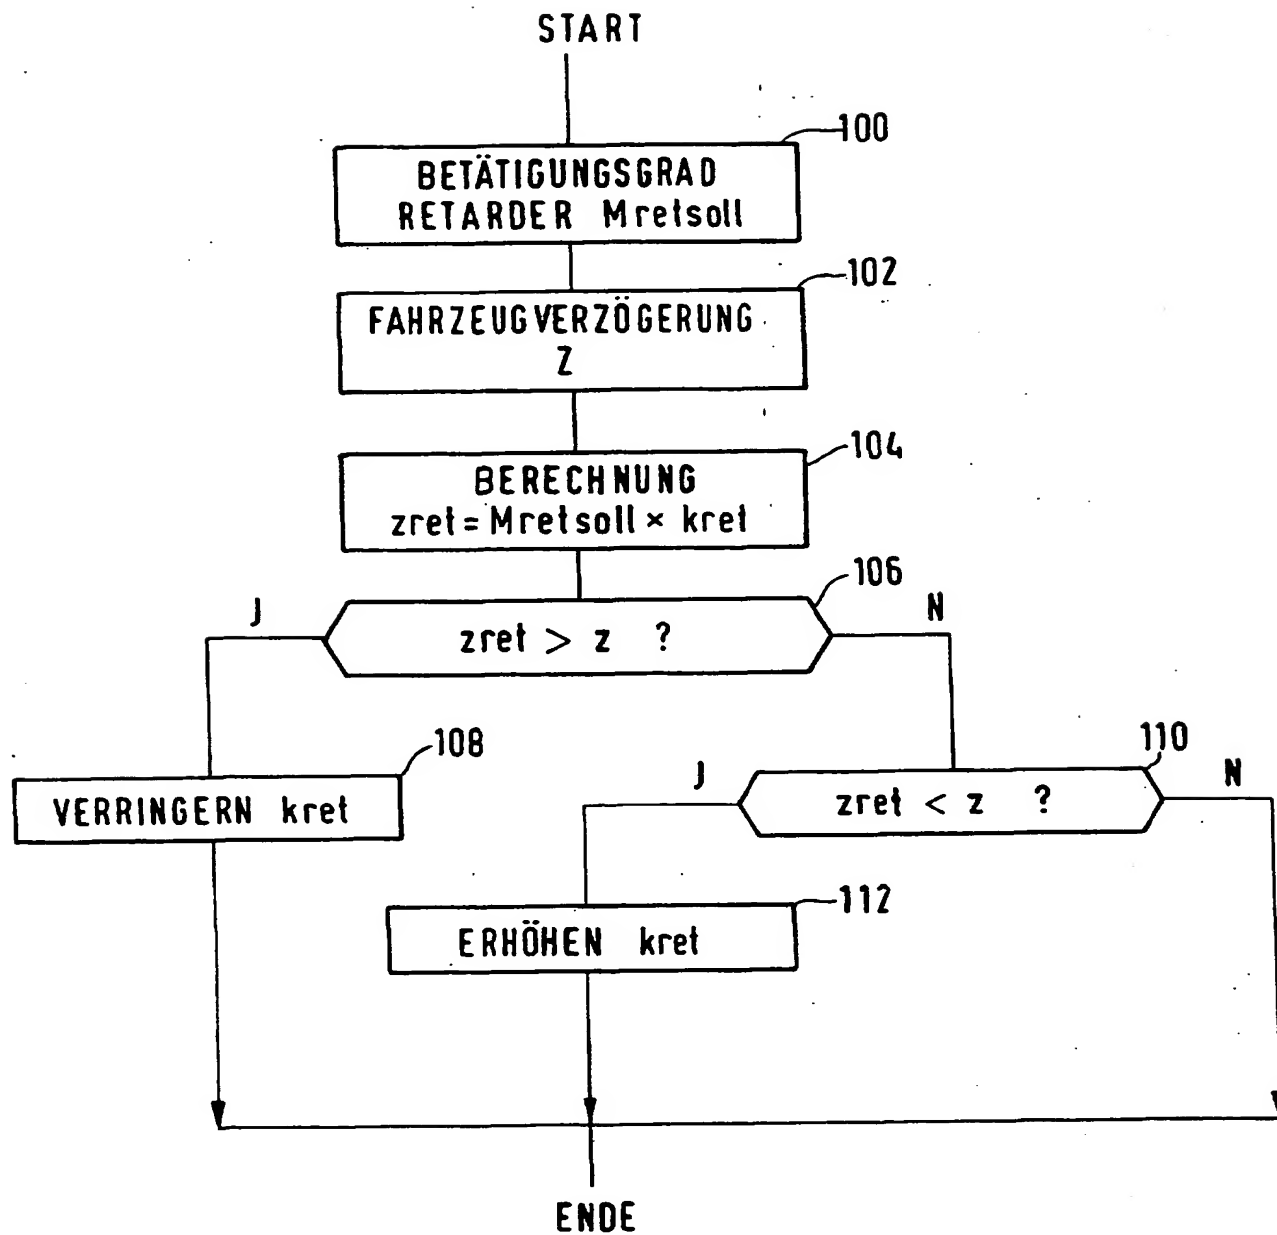 START
100
BETÄTIGUNGSGRAD
RETARDER Mretsoll
102
FAHRZEUGVERZÖGERUNG
Z
104
BERECHNUNG
zret = Mretsoll × kret
106
J
N
zret > z ?
108
VERRINGERN kret
110
J
N
zret < z ?
112
ERHÖHEN kret
ENDE